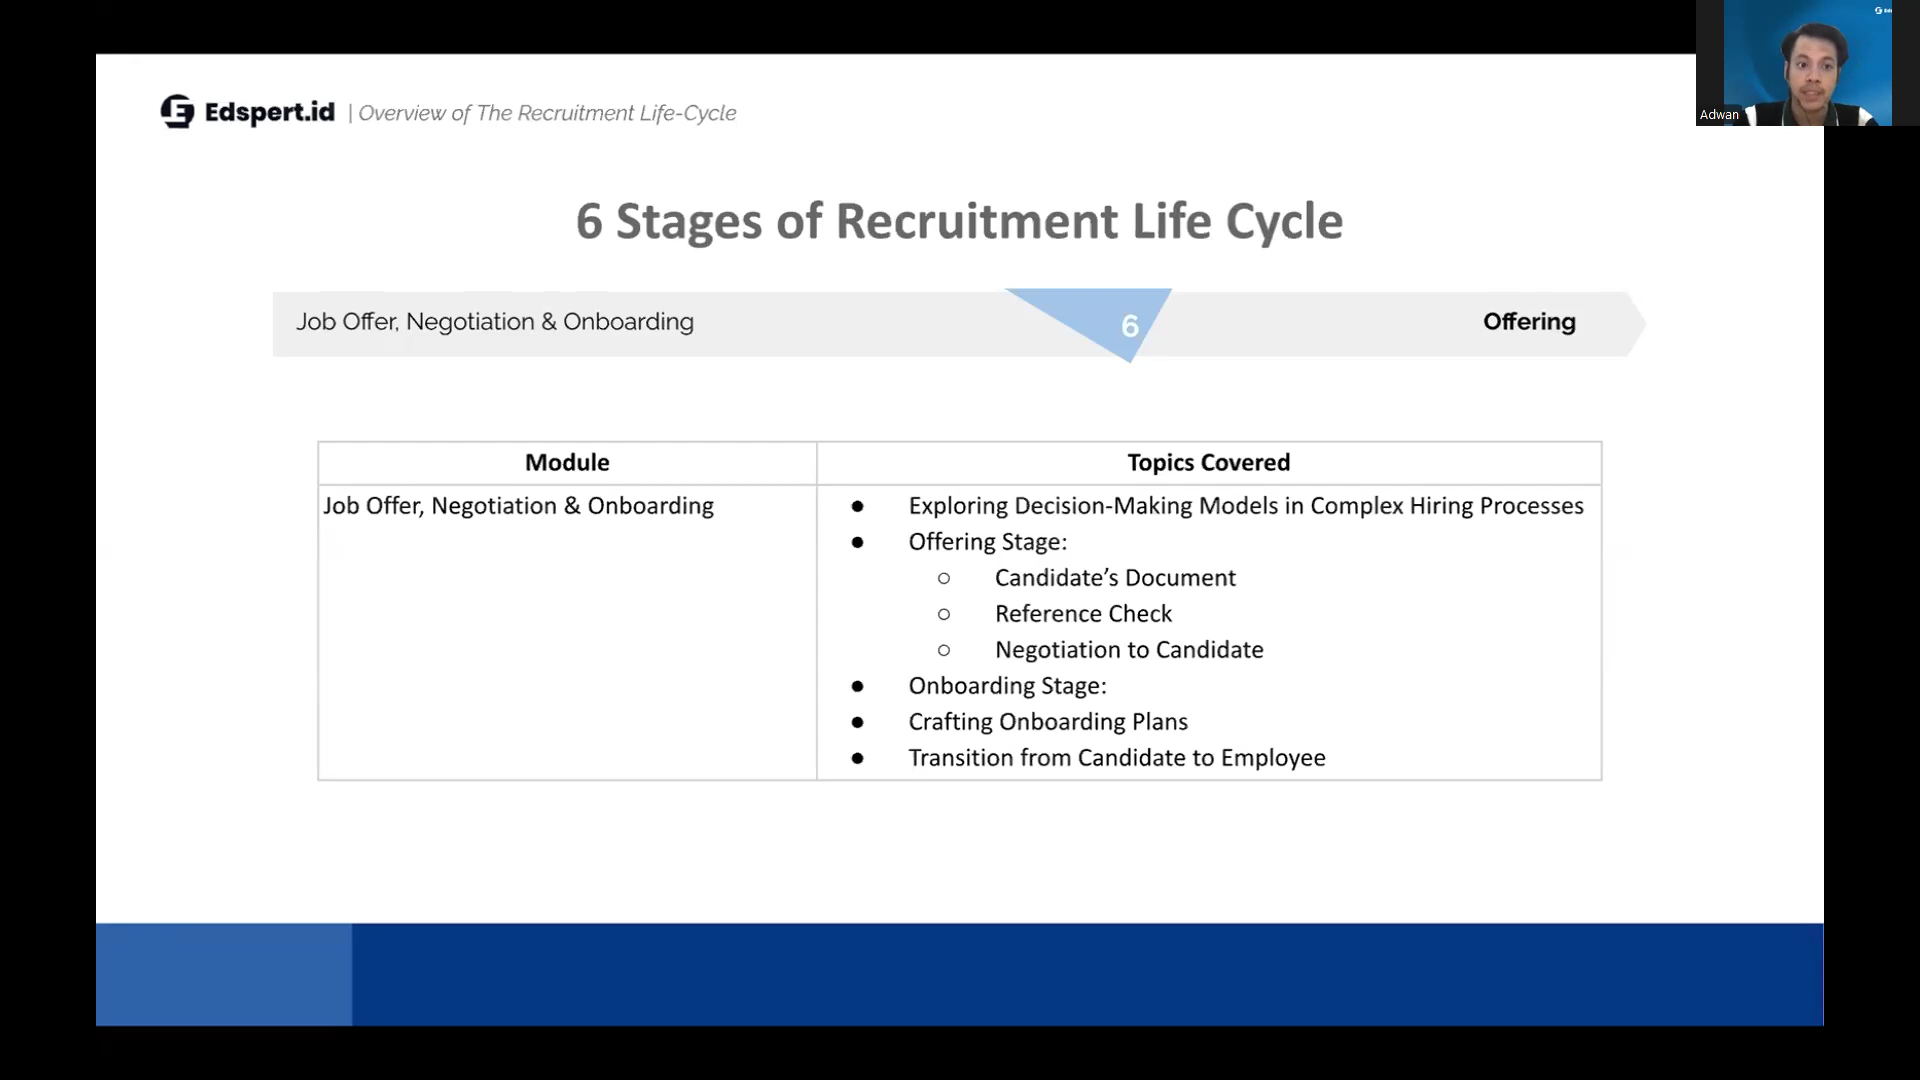 Edspert.id | Overview of The Recruitment Life-Cycle
Adwan
6 Stages of Recruitment Life Cycle
Job Offer, Negotiation & Onboarding
6
Offering
Module
Topics Covered
Job Offer, Negotiation & Onboarding
● Exploring Decision-Making Models in Complex Hiring Processes
● Offering Stage:
○ Candidate’s Document
○ Reference Check
○ Negotiation to Candidate
● Onboarding Stage:
● Crafting Onboarding Plans
● Transition from Candidate to Employee